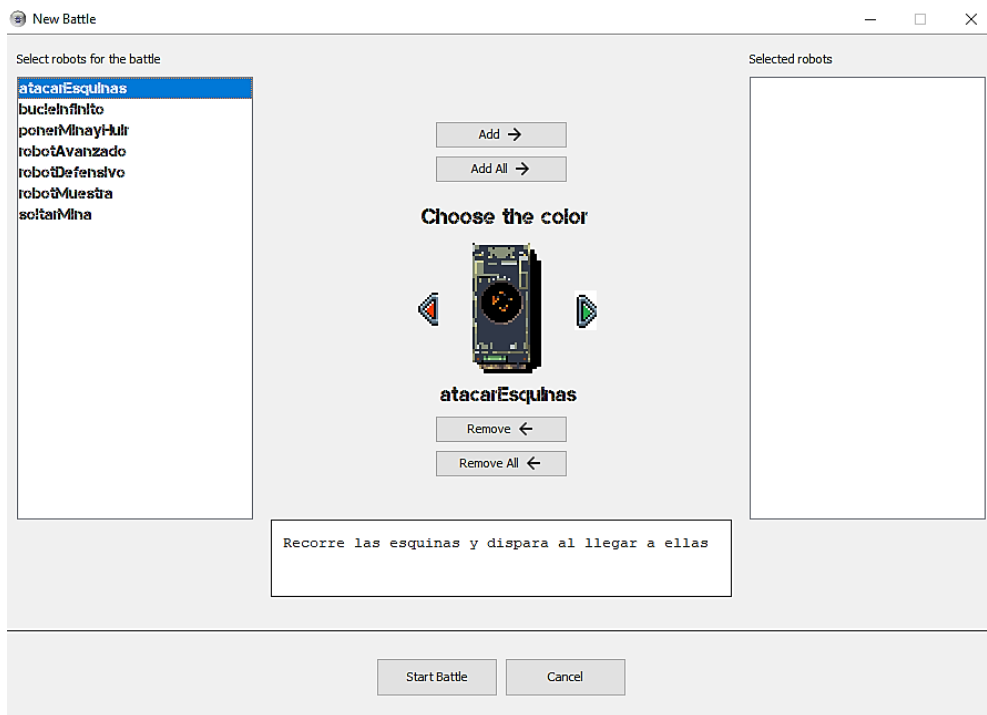 New Battle
Select robots for the battle
Selected robots
atacarEsquinas
bucleInfinito
ponerMinayHuir
robotAvanzado
robotDefensivo
robotMuestra
soltarMina
Add →
Add All →
Choose the color
atacarEsquinas
Remove ←
Remove All ←
Recorre las esquinas y dispara al llegar a ellas
Start Battle
Cancel